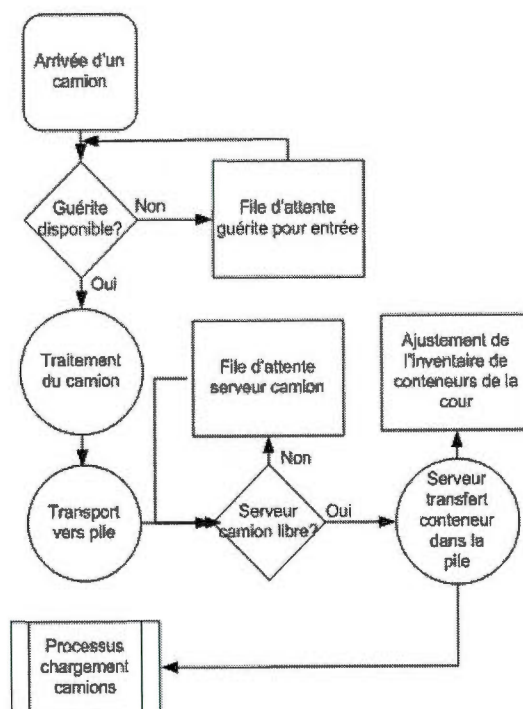 Arrivée d'un
camion
Guérite
disponible?
Non
File d'attente
guérite pour entrée
Oui
Traitement
du camion
File d'attente
serveur camion
Ajustement de
l'inventaire de
conteneurs de la
cour
Non
Transport
vers pile
Serveur
camion libre?
Oui
Serveur
transfert
conteneur
dans la
pile
Processus
chargement
camions